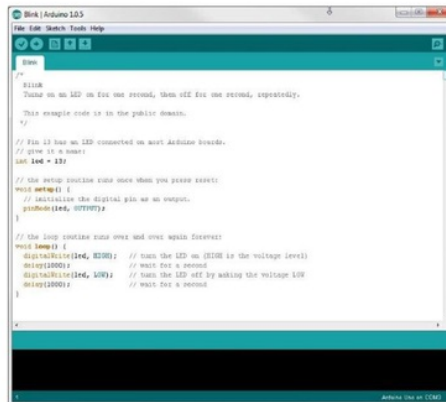 Blink | Arduino 1.0.5
File Edit Sketch Tools Help
Blink
/*
  Blink
  Turns on an LED on for one second, then off for one second, repeatedly.

  This example code is in the public domain.
 */

// Pin 13 has an LED connected on most Arduino boards.
// give it a name:
int led = 13;

// the setup routine runs once when you press reset:
void setup() {
  // initialize the digital pin as an output.
  pinMode(led, OUTPUT);
}

// the loop routine runs over and over again forever:
void loop() {
  digitalWrite(led, HIGH);   // turn the LED on (HIGH is the voltage level)
  delay(1000);               // wait for a second
  digitalWrite(led, LOW);    // turn the LED off by making the voltage LOW
  delay(1000);               // wait for a second
}
1
Arduino Uno on